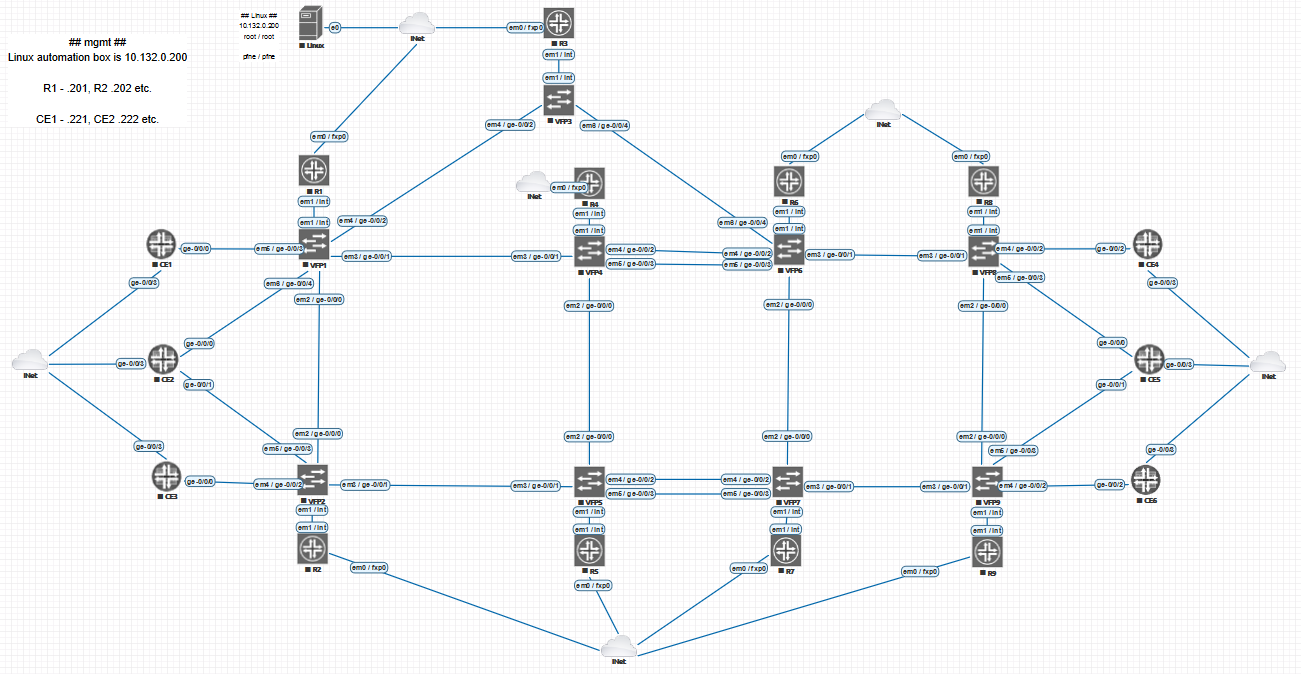 ## Linux ##
10.132.0.200
root / root
pfne / pfne
## mgmt ##
Linux automation box is 10.132.0.200
R1 - .201, R2 .202 etc.
CE1 - .221, CE2 .222 etc.
e0
Linux
INet
em0 / fxp0
R3
em1 / int
em1 / int
VFP3
em4 / ge-0/0/2
em6 / ge-0/0/4
INet
em0 / fxp0
R1
em1 / int
em1 / int
VFP1
em4 / ge-0/0/2
em5 / ge-0/0/3
em3 / ge-0/0/1
em6 / ge-0/0/4
em2 / ge-0/0/0
INet
em0 / fxp0
R4
em1 / int
em1 / int
VFP4
em3 / ge-0/0/1
em4 / ge-0/0/2
em5 / ge-0/0/3
em2 / ge-0/0/0
em0 / fxp0
R6
em1 / int
em1 / int
VFP6
em6 / ge-0/0/4
em4 / ge-0/0/2
em5 / ge-0/0/3
em3 / ge-0/0/1
em2 / ge-0/0/0
em0 / fxp0
R8
em1 / int
em1 / int
VFP8
em3 / ge-0/0/1
em4 / ge-0/0/2
em5 / ge-0/0/3
em2 / ge-0/0/0
ge-0/0/0
CE1
ge-0/0/3
ge-0/0/2
CE4
ge-0/0/3
INet
ge-0/0/3
CE2
ge-0/0/0
ge-0/0/1
ge-0/0/0
ge-0/0/1
CE5
ge-0/0/3
INet
ge-0/0/3
CE3
ge-0/0/0
em2 / ge-0/0/0
em5 / ge-0/0/3
em4 / ge-0/0/2
em3 / ge-0/0/1
VFP2
em1 / int
em1 / int
R2
em0 / fxp0
em2 / ge-0/0/0
em3 / ge-0/0/1
em4 / ge-0/0/2
em5 / ge-0/0/3
VFP5
em1 / int
em1 / int
R5
em0 / fxp0
em2 / ge-0/0/0
em4 / ge-0/0/2
em5 / ge-0/0/3
em3 / ge-0/0/1
VFP7
em1 / int
em1 / int
R7
em0 / fxp0
em2 / ge-0/0/0
em5 / ge-0/0/3
em3 / ge-0/0/1
em4 / ge-0/0/2
VFP9
em1 / int
em1 / int
R9
em0 / fxp0
ge-0/0/3
ge-0/0/2
CE6
INet